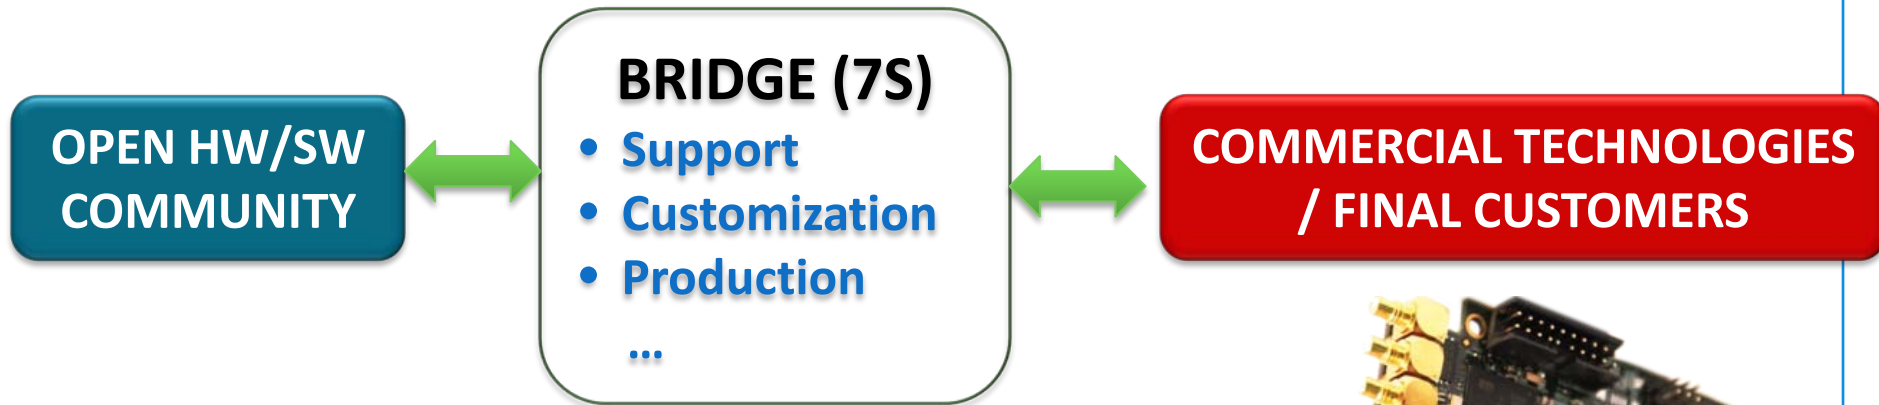 OPEN HW/SW
COMMUNITY
BRIDGE (7S)
• Support
• Customization
• Production
...
COMMERCIAL TECHNOLOGIES
/ FINAL CUSTOMERS